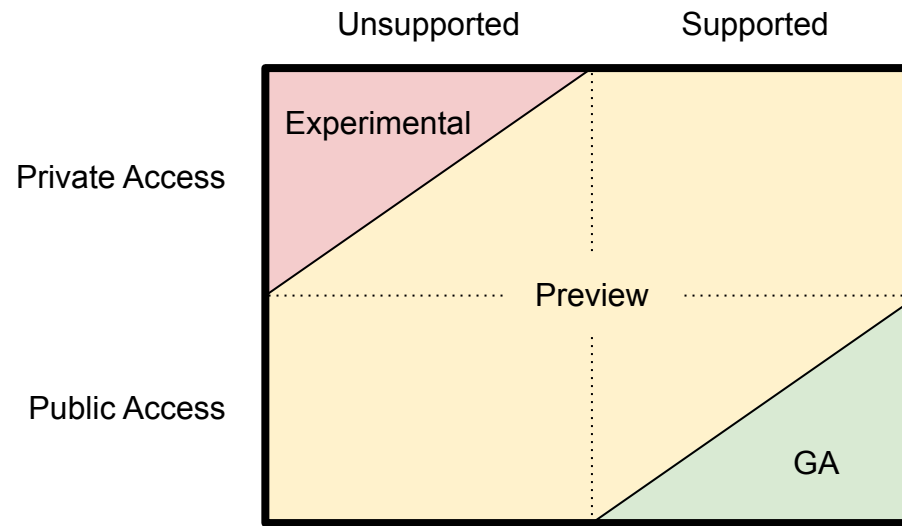 Unsupported
Supported
Experimental
Private Access
Preview
Public Access
GA